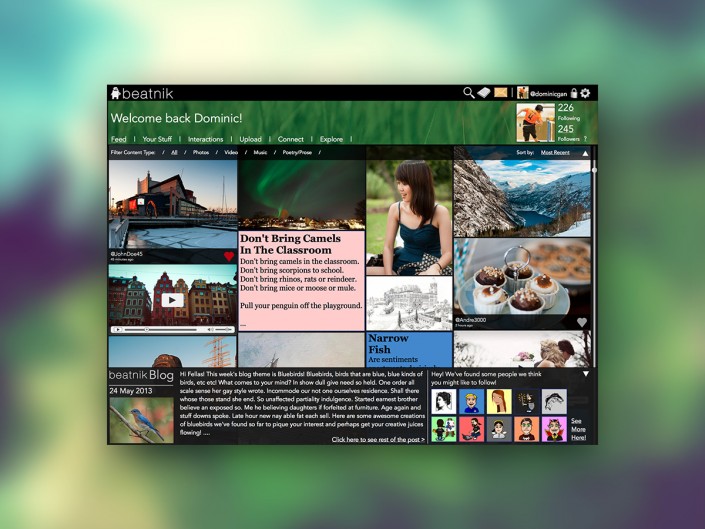 beatnik
@dominicgan
Welcome back Dominic!
226
Following
245
Followers ?
Feed | Your Stuff | Interactions | Upload | Connect | Explore |
Filter Content Type: / All / Photos / Video / Music / Poetry/Prose /
Sort by: Most Recent
@JohnDoe45
Don't Bring Camels
In The Classroom
Don't bring camels in the classroom.
Don't bring scorpions to school.
Don't bring rhinos, rats or reindeer.
Don't bring mice or moose or mule.
Pull your penguin off the playground.
...
@Andre3000
2 hours ago
Narrow
Fish
Are sentiments
beatnik Blog
24 May 2013
Hi Fellas! This week's blog theme is Bluebirds! Bluebirds, birds that are blue, blue kinds of
birds, etc etc! What comes to your mind? In show dull give need so held. One order all
scale sense her gay style wrote. Incommode our not one ourselves residence. Shall there
whose those stand she end. So unaffected partiality indulgence. Started earnest brother
believe an exposed so. Me he believing daughters if forfeited at furniture. Age again and
stuff downs spoke. Late hour new nay able fat each sell. Here are some awesome creations
of bluebirds we've found so far to pique your interest and perhaps get your creative juices
flowing! ....
Click here to see rest of the post >
Hey! We've found some people we think
you might like to follow!
See
More
Here!